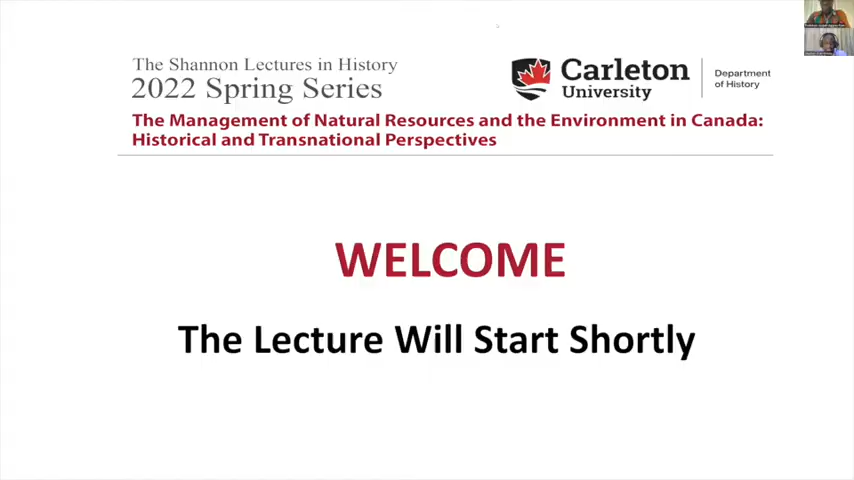 The Shannon Lectures in History
2022 Spring Series
Carleton
University
Department
of History
The Management of Natural Resources and the Environment in Canada:
Historical and Transnational Perspectives
WELCOME
The Lecture Will Start Shortly